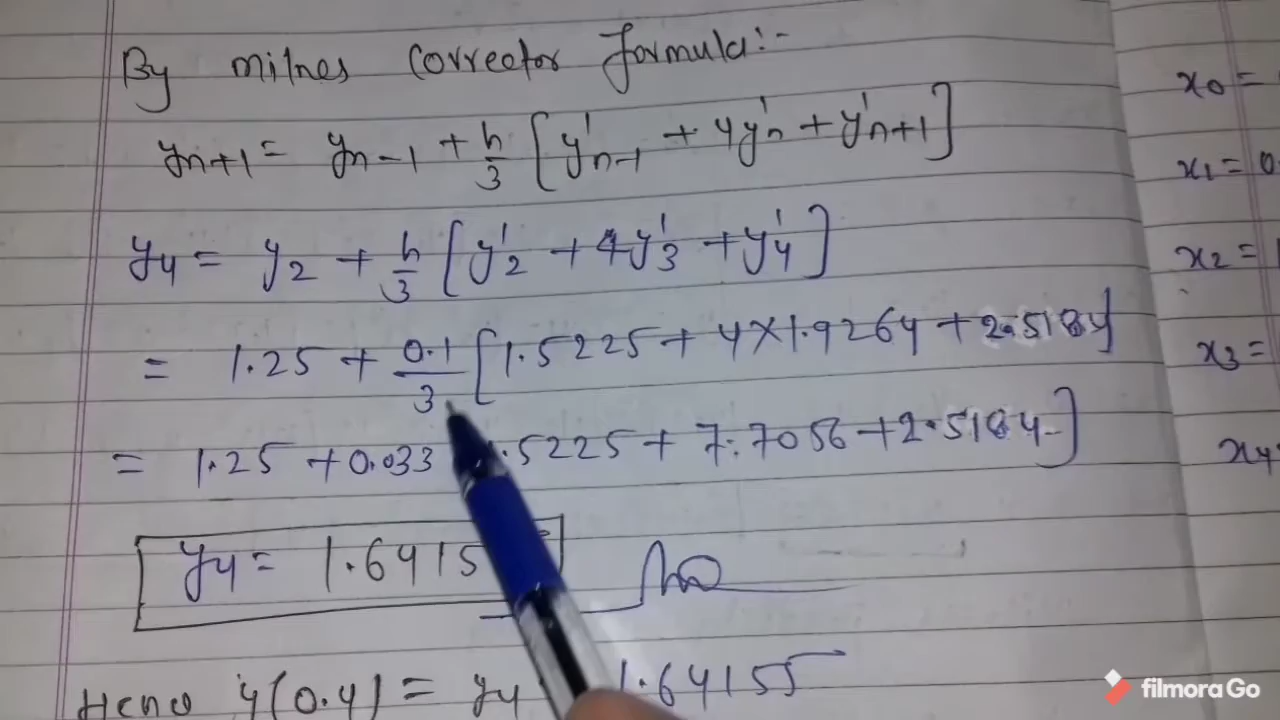 By milnes Corrector formula:-
yn+1 = yn-1 + h/3 [y'n-1 + 4y'n + y'n+1]
x0 =
x1 = 0
y4 = y2 + h/3 [y'2 + 4y'3 + y'4]
x2 =
= 1.25 + 0.1/3 [1.5225 + 4×1.9264 + 2.5184]
x3 =
= 1.25 + 0.033 .5225 + 7.7056 + 2.5184]
x4
y4 = 1.6415
Hence y(0.4) = y4 1.64155
filmora Go